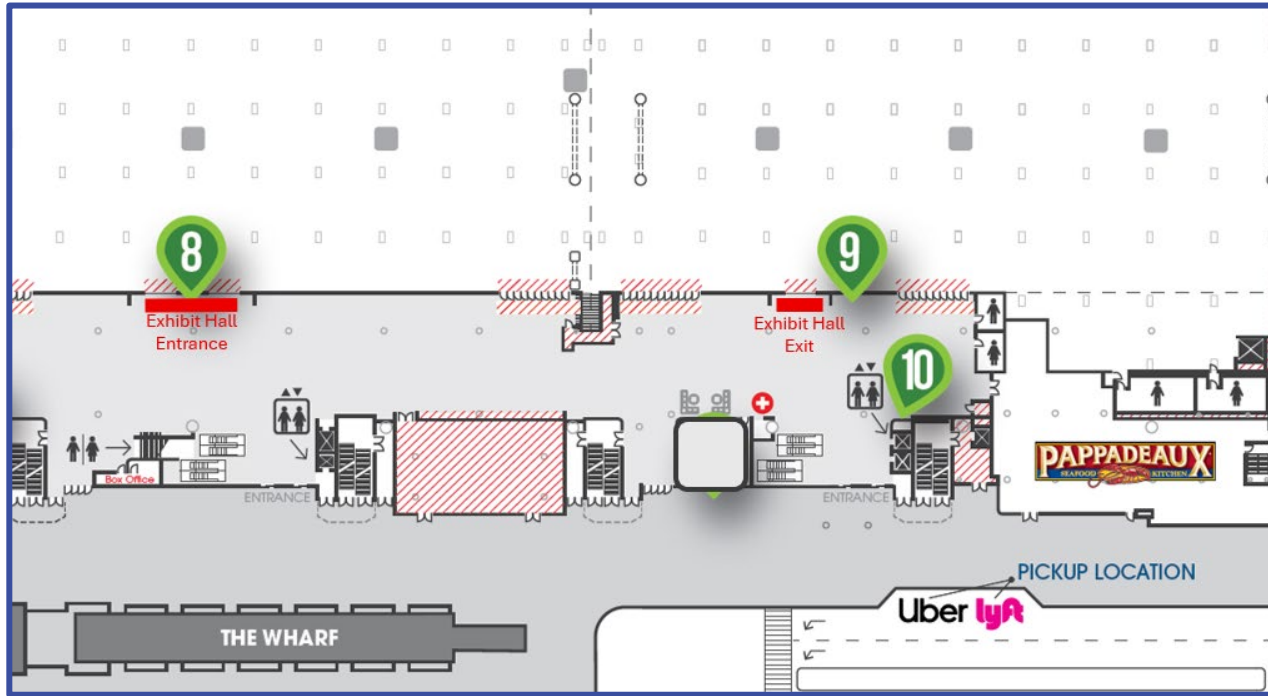 8
9
Exhibit Hall
Entrance
Exhibit Hall
Exit
10
Box Office
ENTRANCE
ENTRANCE
PAPPADEAUX
SEAFOOD KITCHEN
PICKUP LOCATION
Uber lyft
THE WHARF